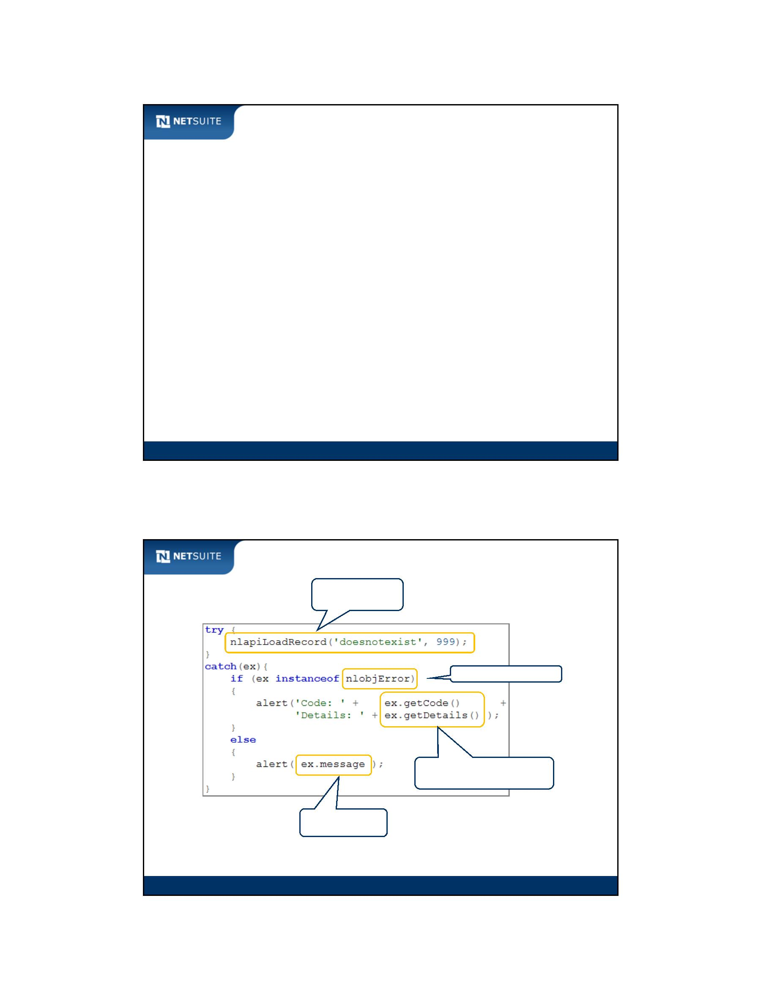 NETSUITE
NETSUITE
try {
nlapiLoadRecord('doesnotexist', 999);
}
catch(ex){
if (ex instanceof nlobjError)
{
alert('Code: ' + ex.getCode() +
'Details: ' + ex.getDetails() );
}
else
{
alert( ex.message );
}
}